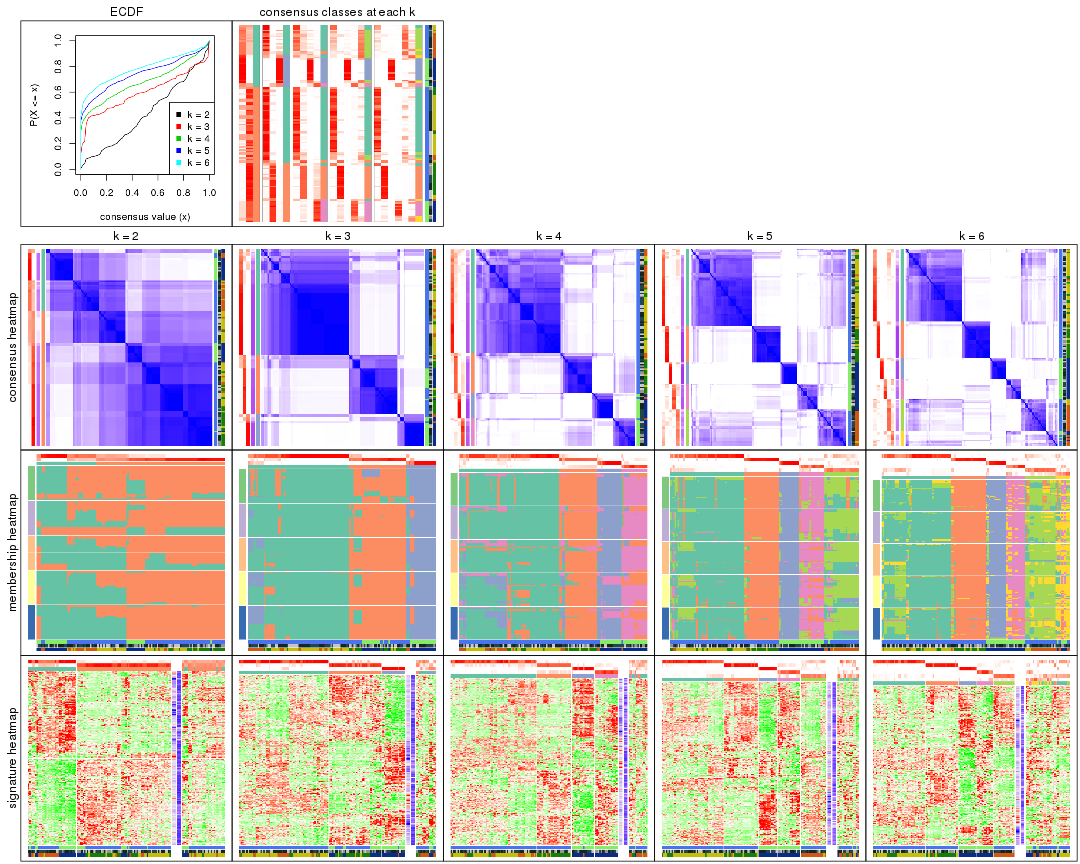 ECDF
consensus classes at each k
P(X <= x)
0.0
0.2
0.4
0.6
0.8
1.0
k = 2
k = 3
k = 4
k = 5
k = 6
0.0 0.2 0.4 0.6 0.8 1.0
consensus value (x)
k = 2
k = 3
k = 4
k = 5
k = 6
consensus heatmap
membership heatmap
signature heatmap